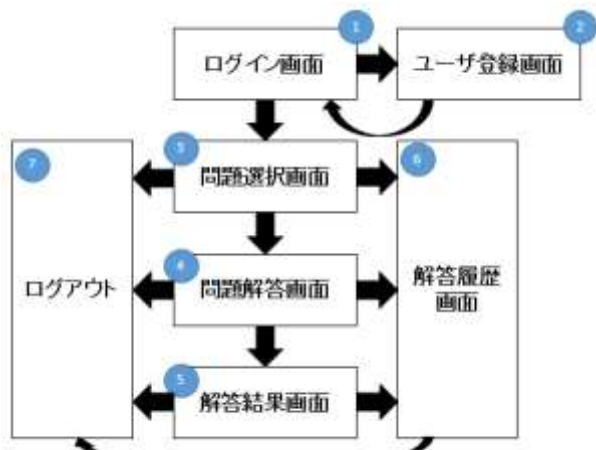 1
ログイン画面
2
ユーザ登録画面
3
問題選択画面
4
問題解答画面
5
解答結果画面
6
解答履歴
画面
7
ログアウト